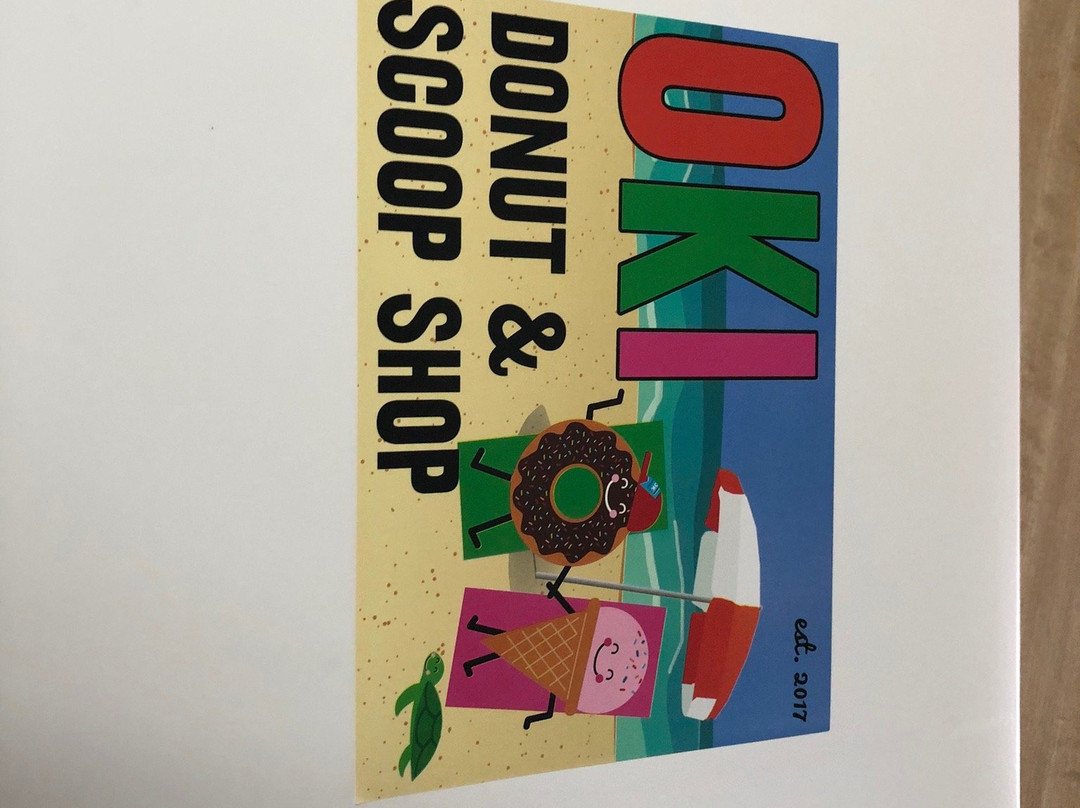 OKI
est. 2017
DONUT &
SCOOP SHOP